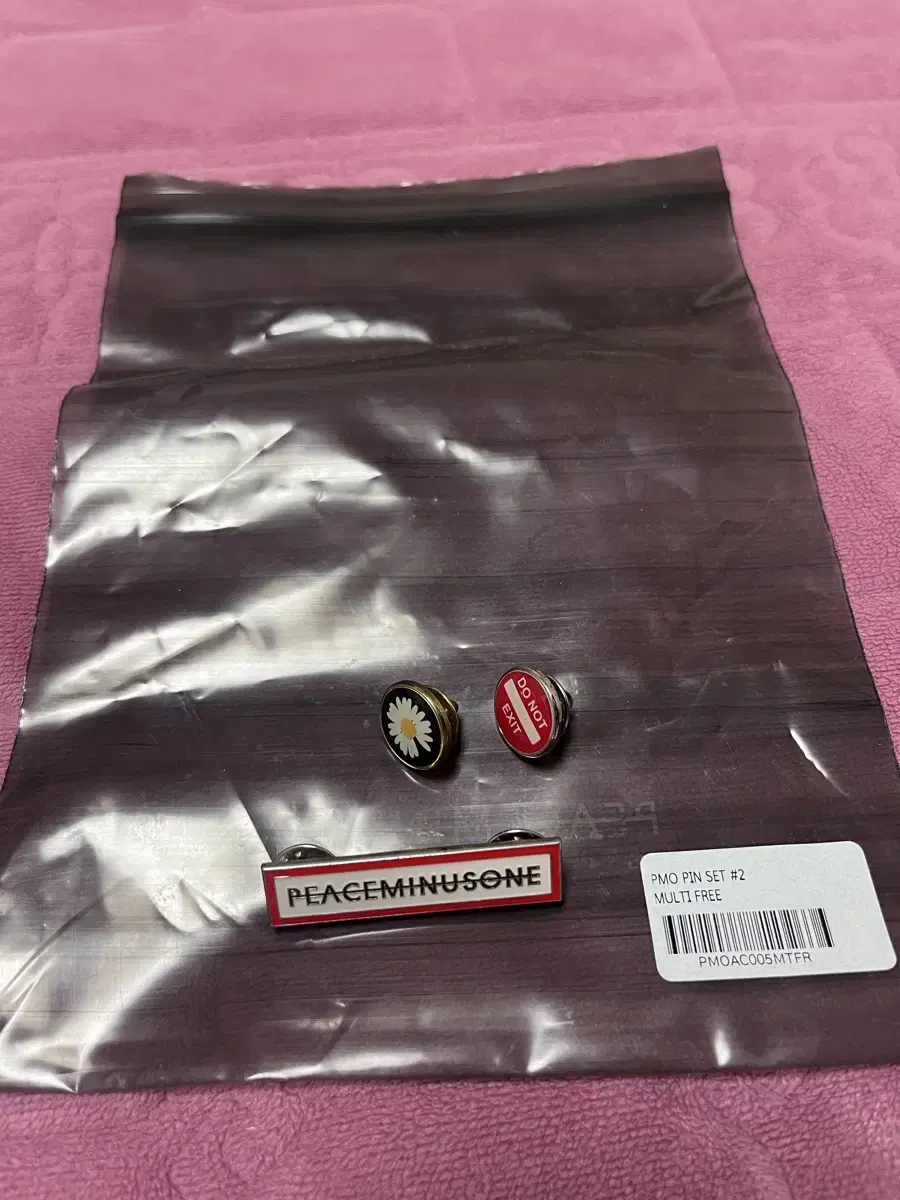 DO NOT
EXIT
PEACEMINUSONE
PMO PIN SET #2
MULTI FREE
PMOAC005MTFR